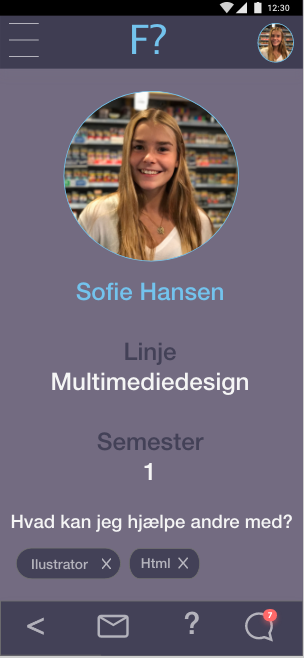 12:30
F?
Sofie Hansen
Linje
Multimediedesign
Semester
1
Hvad kan jeg hjælpe andre med?
Ilustrator X Html X
< ? 7